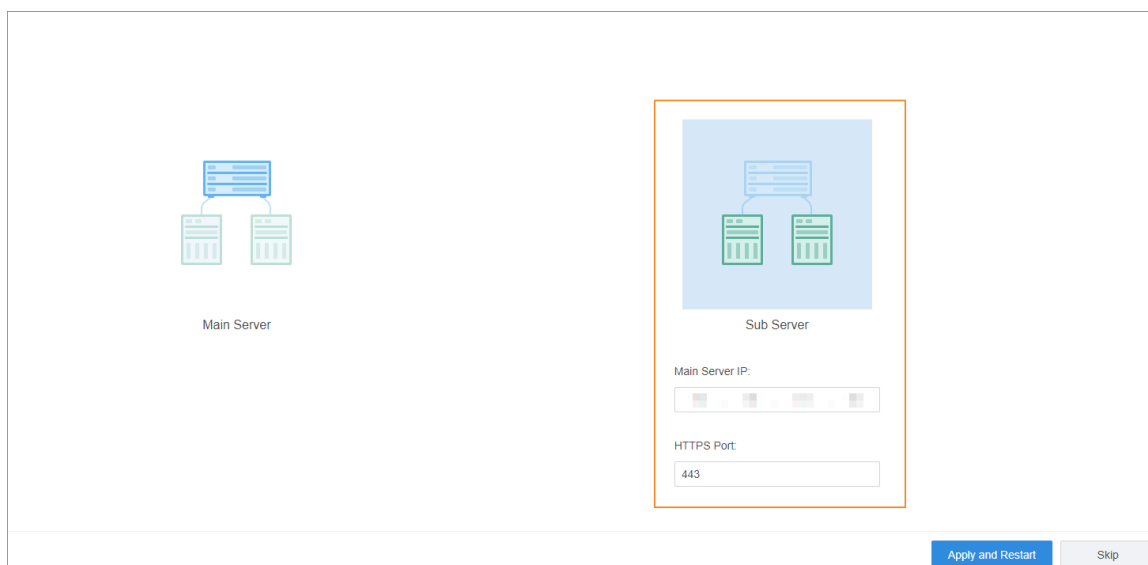 Main Server
Sub Server
Main Server IP:
HTTPS Port:
443
Apply and Restart
Skip